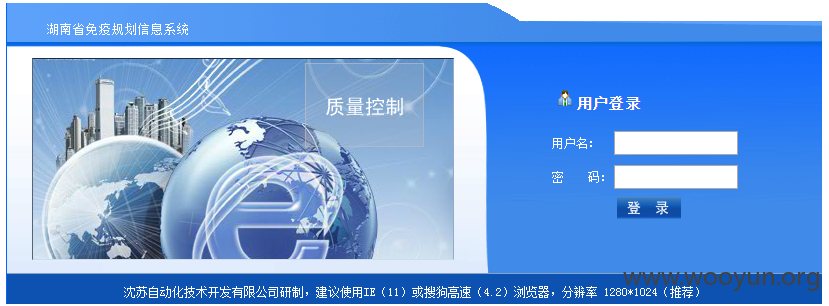 湖南省免疫规划信息系统
质量控制
用户登录
用户名：
密　码：
登 录
www.wooyun.org
沈苏自动化技术开发有限公司研制，建议使用IE（11）或搜狗高速（4.2）浏览器，分辨率 1280*1024（推荐）